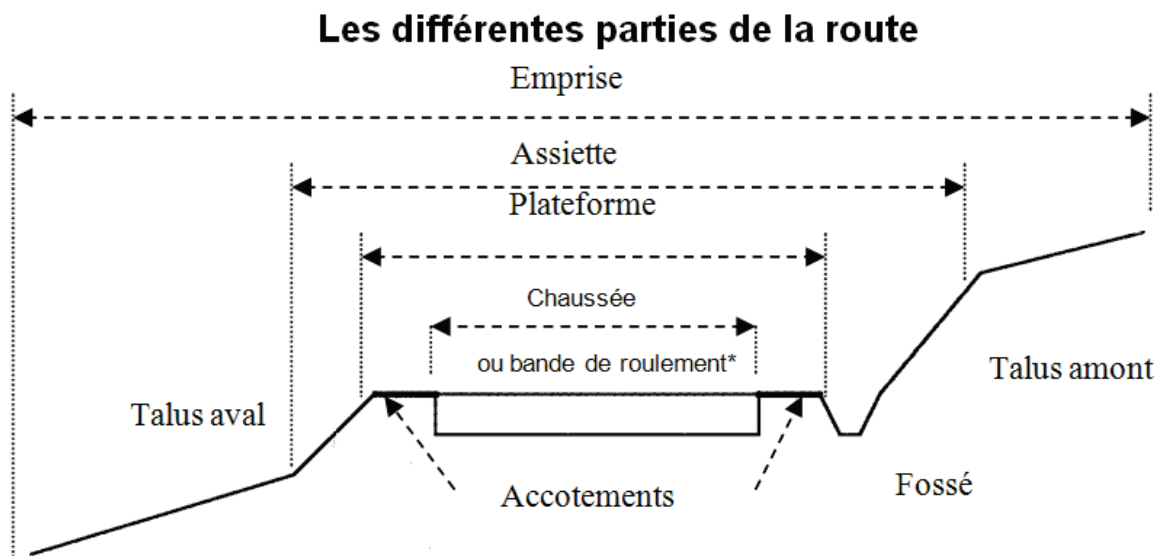 Les différentes parties de la route
Emprise
Assiette
Plateforme
Chaussée
ou bande de roulement*
Talus amont
Talus aval
Accotements
Fossé